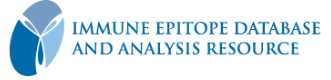 IMMUNE EPITOPE DATABASE
AND ANALYSIS RESOURCE